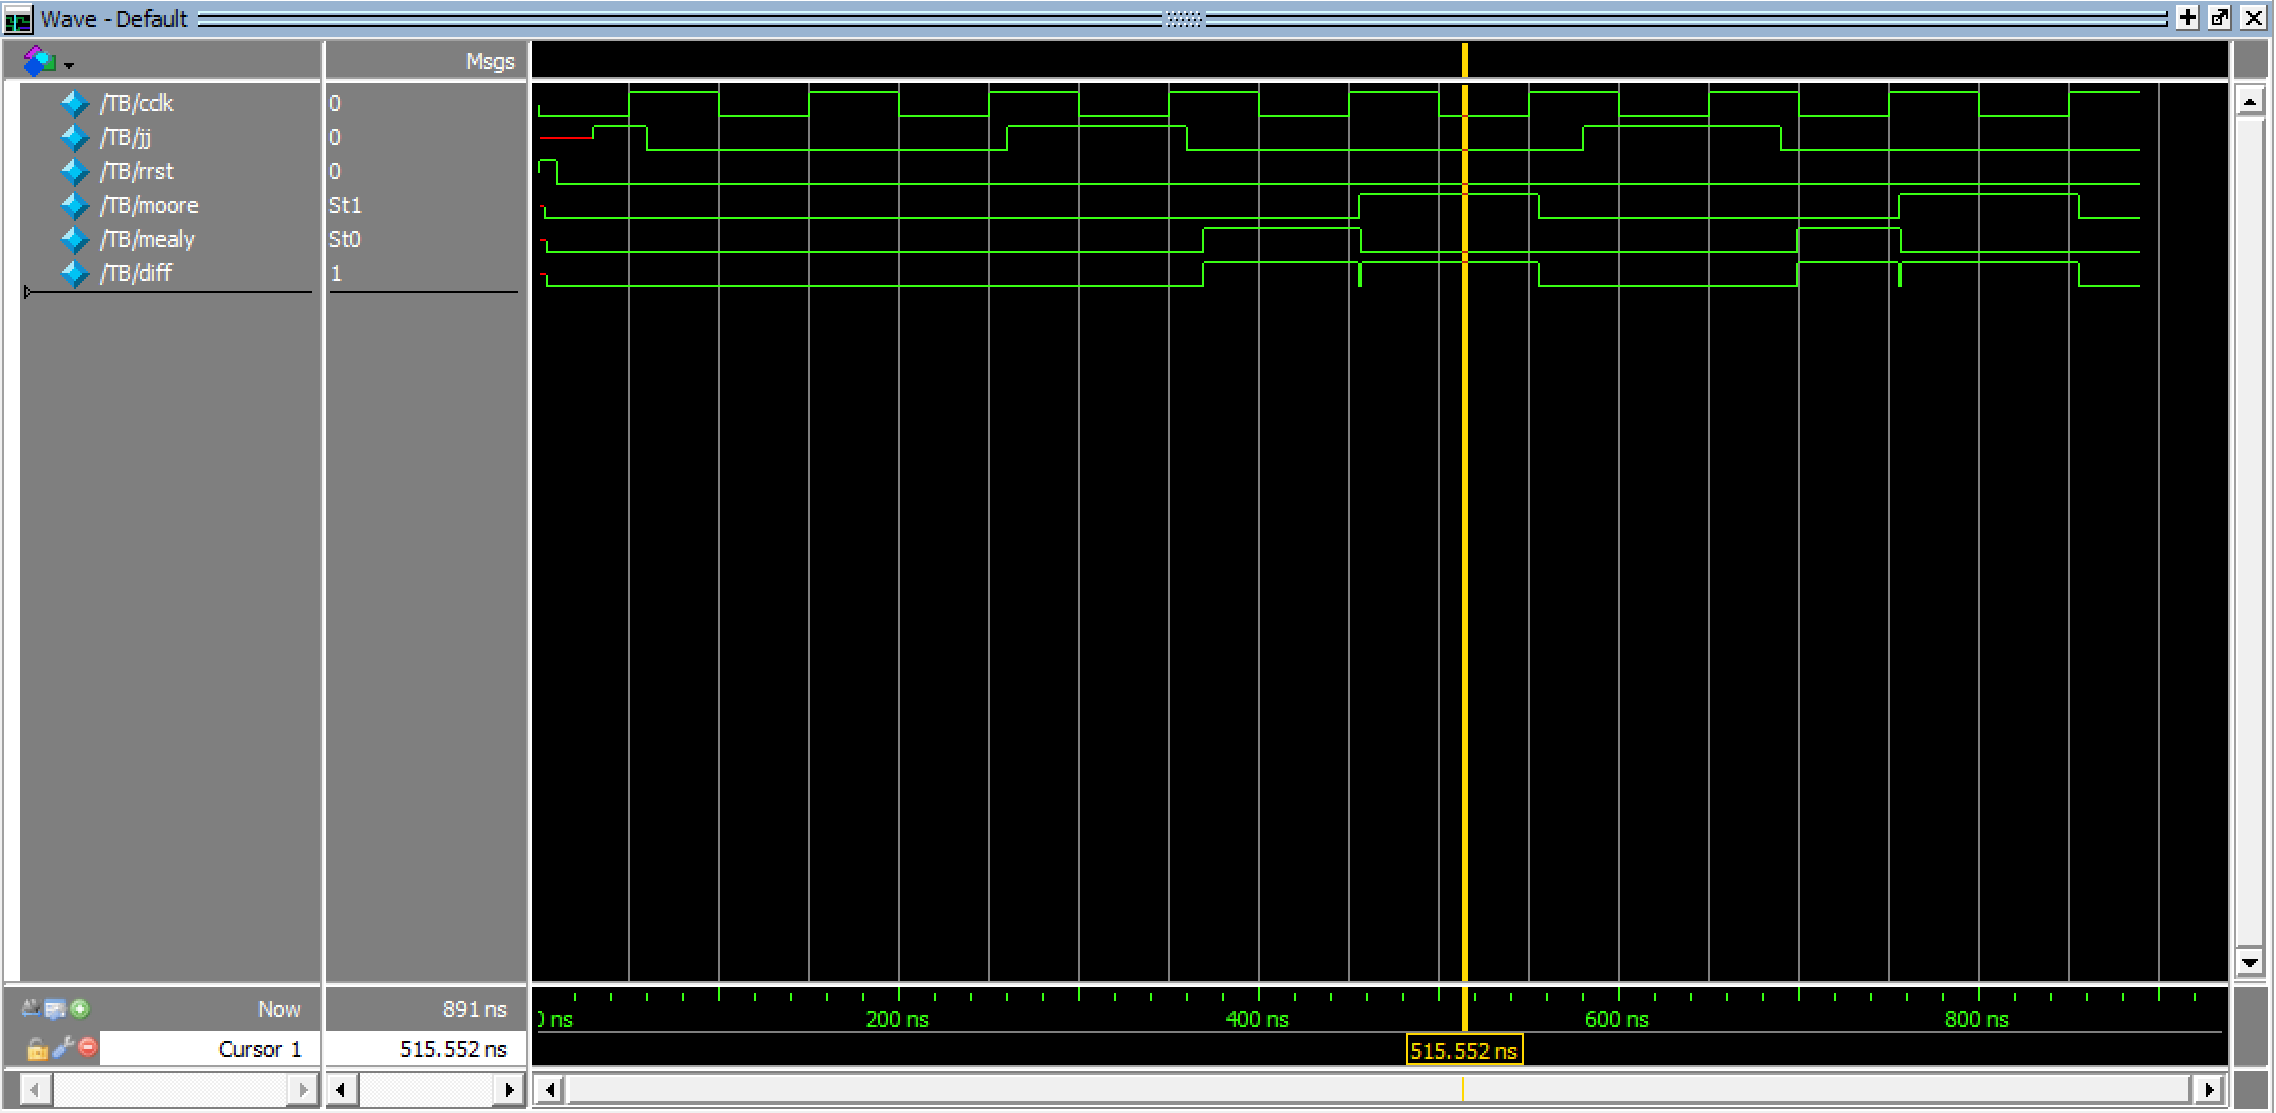 Wave - Default
Msgs
/TB/cclk 0
/TB/jj 0
/TB/rrst 0
/TB/moore St1
/TB/mealy St0
/TB/diff 1
Now 891 ns
0 ns 200 ns 400 ns 600 ns 800 ns
Cursor 1 515.552 ns
515.552 ns